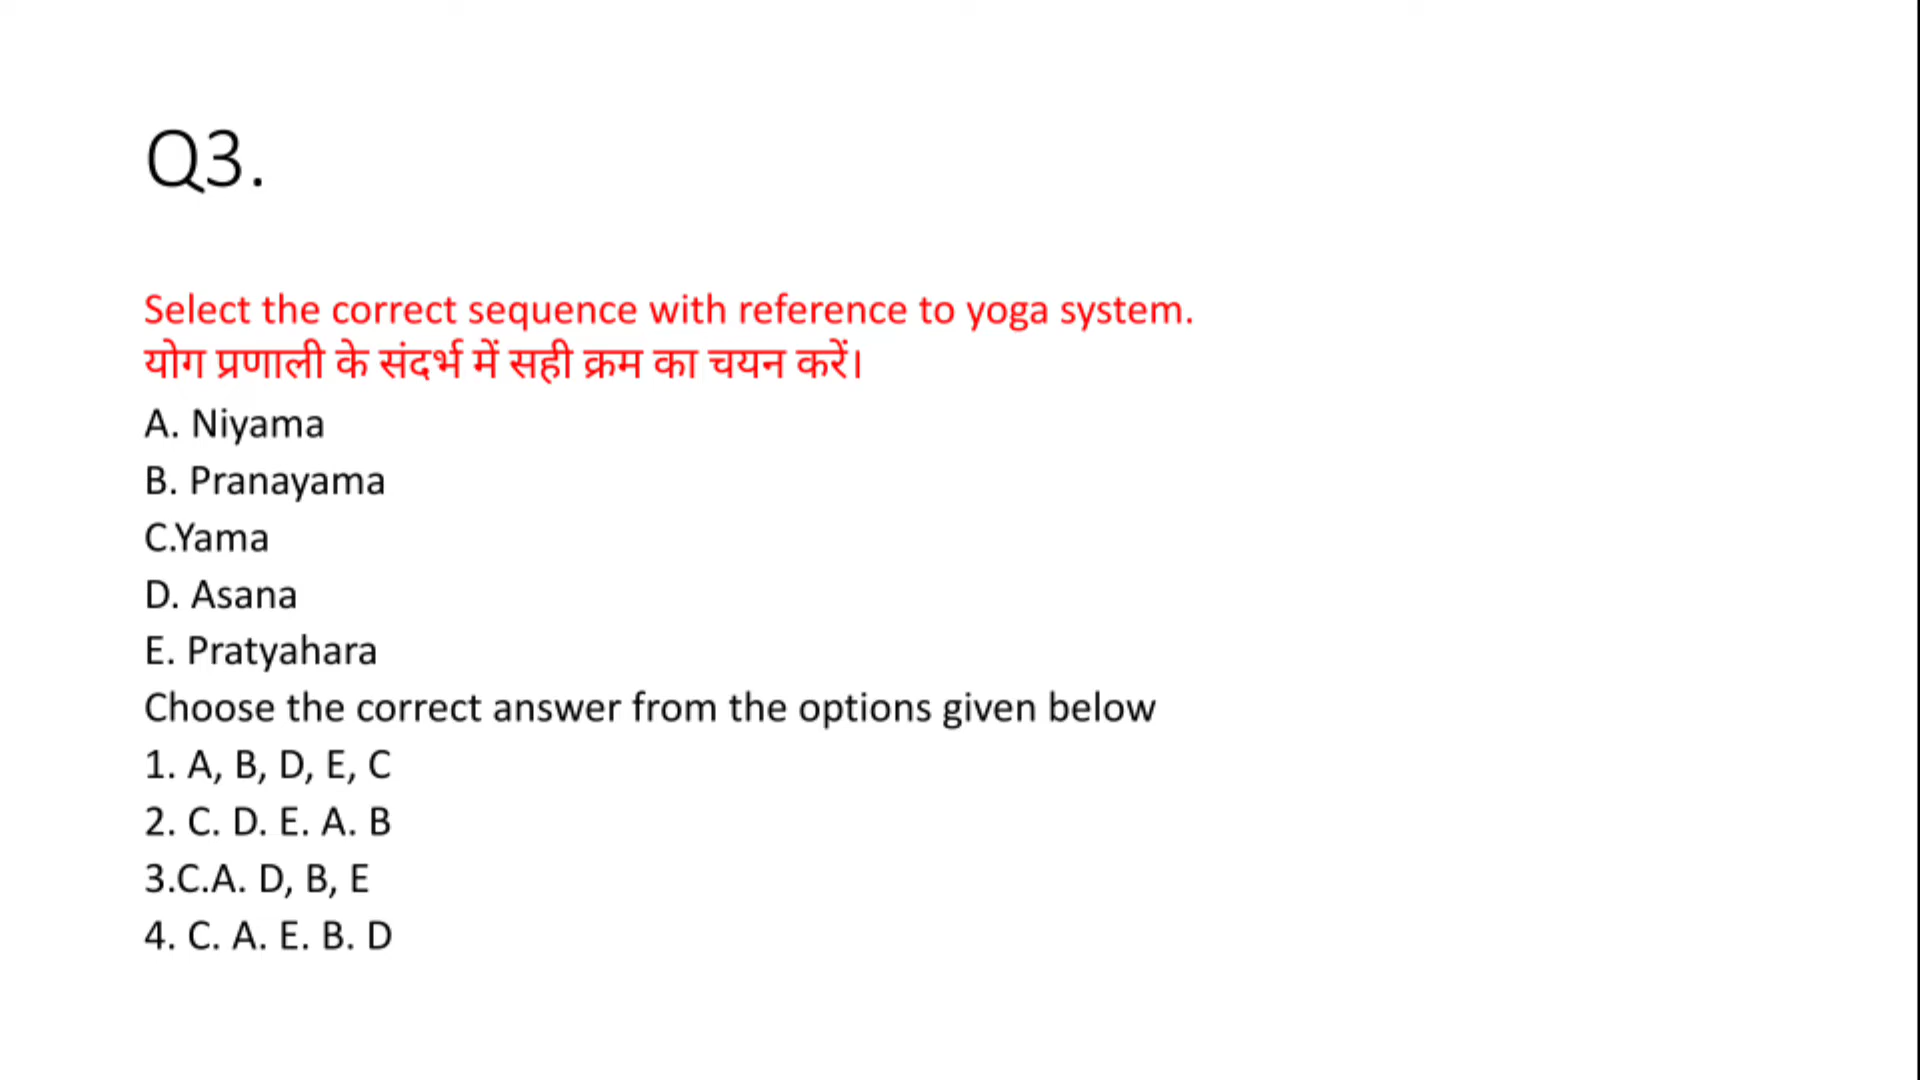 Q3.
Select the correct sequence with reference to yoga system.
योग प्रणाली के संदर्भ में सही क्रम का चयन करें।
A. Niyama
B. Pranayama
C.Yama
D. Asana
E. Pratyahara
Choose the correct answer from the options given below
1. A, B, D, E, C
2. C. D. E. A. B
3.C.A. D, B, E
4. C. A. E. B. D